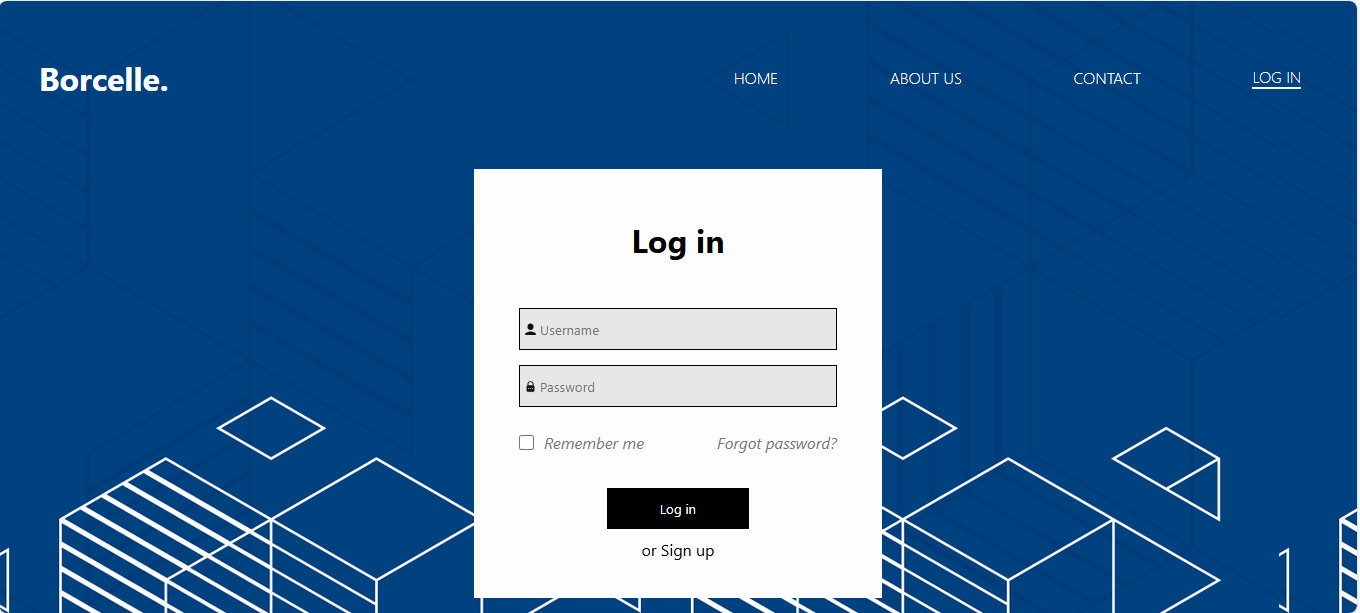 Borcelle.
HOME ABOUT US CONTACT LOG IN
Log in
Username
Password
Remember me Forgot password?
Log in
or Sign up